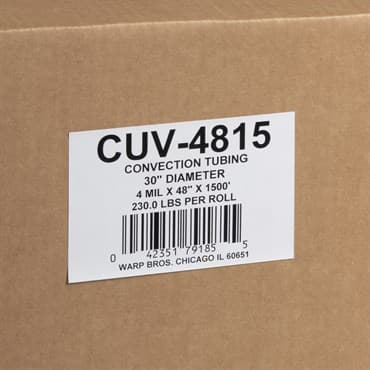 CUV-4815
CONVECTION TUBING
30" DIAMETER
4 MIL X 48" X 1500'
230.0 LBS PER ROLL
0 42351 79185 5
WARP BROS. CHICAGO IL 60651